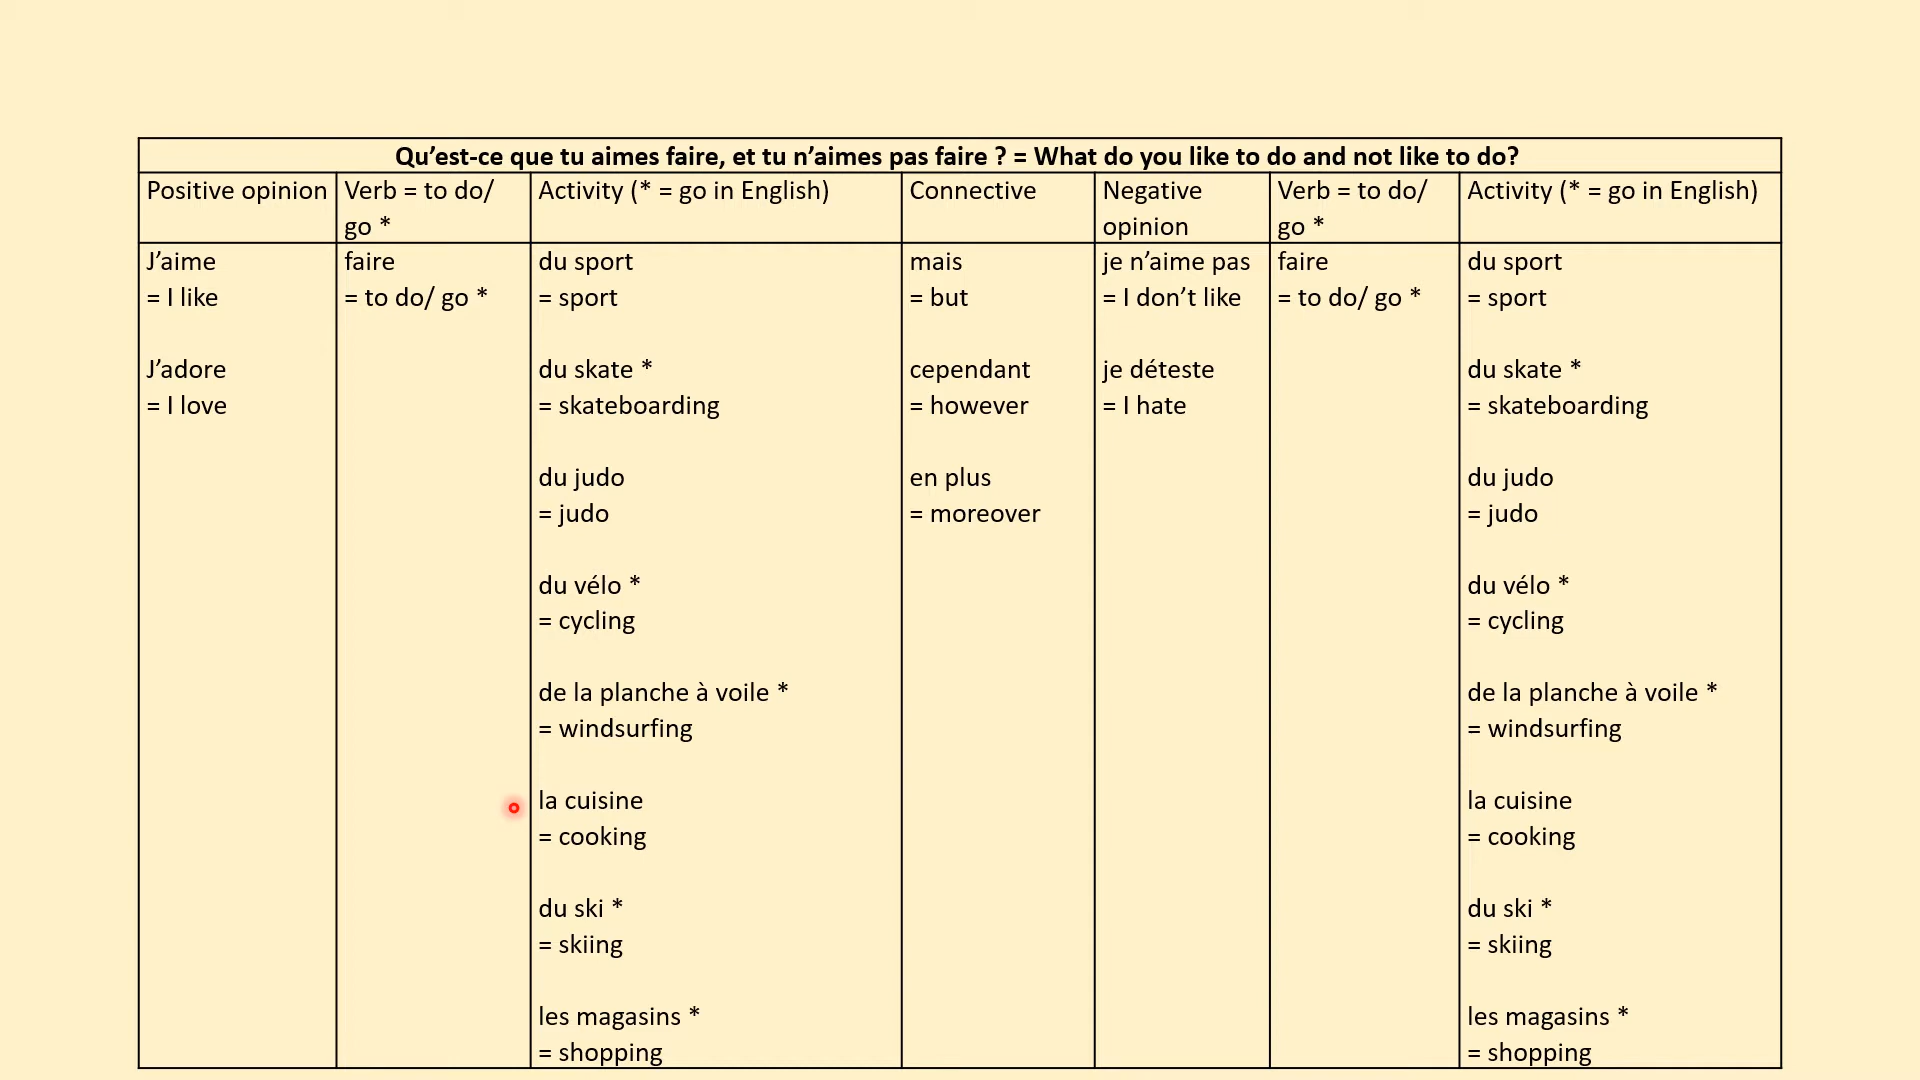 Qu’est-ce que tu aimes faire, et tu n’aimes pas faire ? = What do you like to do and not like to do?
Positive opinion
Verb = to do/
go *
Activity (* = go in English)
Connective
Negative
opinion
Verb = to do/
go *
Activity (* = go in English)
J’aime
= I like
J’adore
= I love
faire
= to do/ go *
du sport
= sport
du skate *
= skateboarding
du judo
= judo
du vélo *
= cycling
de la planche à voile *
= windsurfing
la cuisine
= cooking
du ski *
= skiing
les magasins *
= shopping
mais
= but
cependant
= however
en plus
= moreover
je n’aime pas
= I don’t like
je déteste
= I hate
faire
= to do/ go *
du sport
= sport
du skate *
= skateboarding
du judo
= judo
du vélo *
= cycling
de la planche à voile *
= windsurfing
la cuisine
= cooking
du ski *
= skiing
les magasins *
= shopping